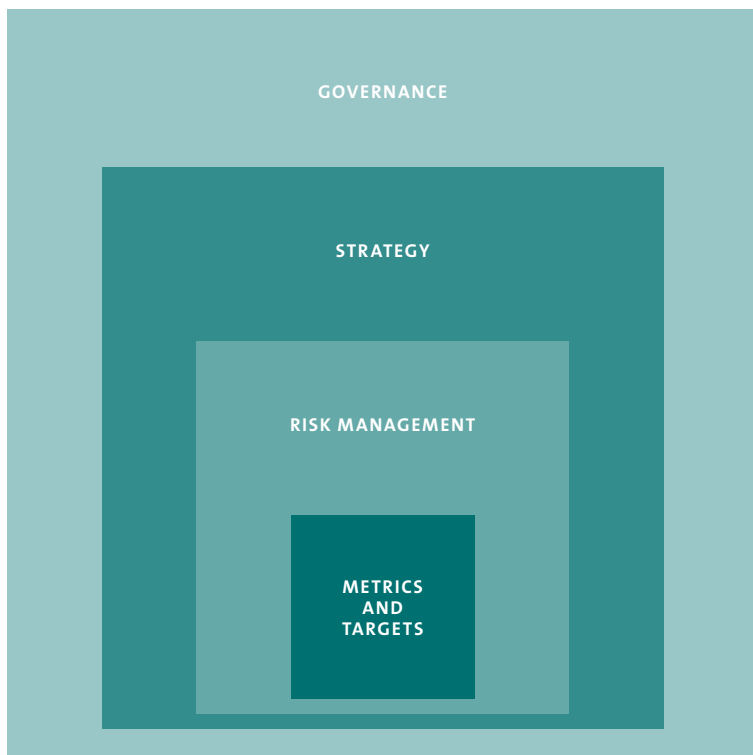 GOVERNANCE
STRATEGY
RISK MANAGEMENT
METRICS
AND
TARGETS